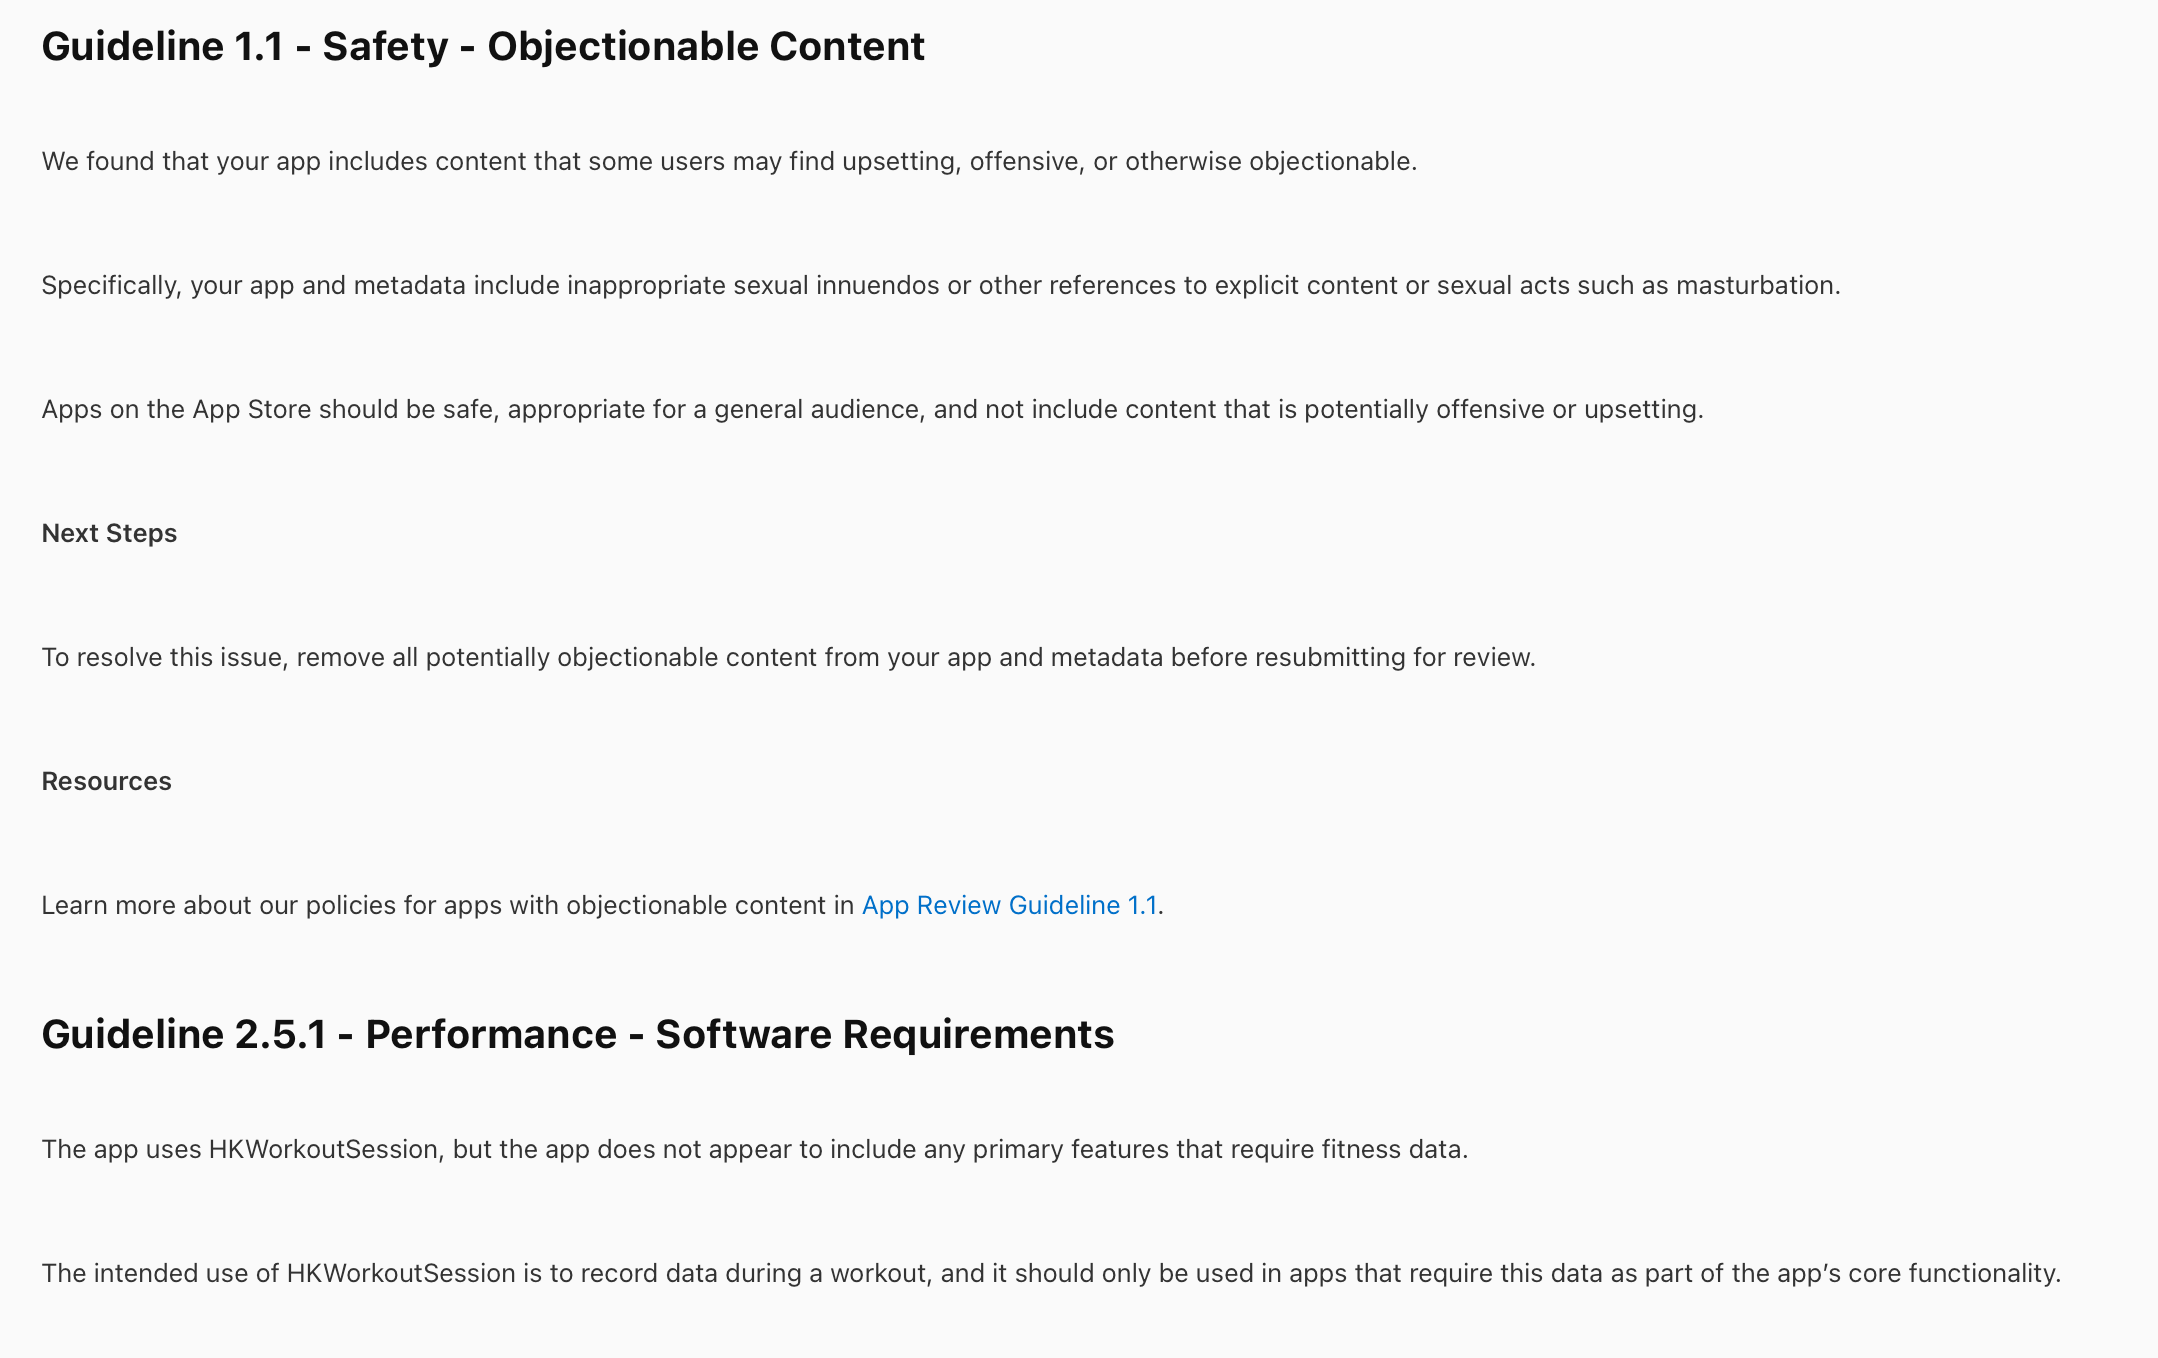 Guideline 1.1 - Safety - Objectionable Content
We found that your app includes content that some users may find upsetting, offensive, or otherwise objectionable.
Specifically, your app and metadata include inappropriate sexual innuendos or other references to explicit content or sexual acts such as masturbation.
Apps on the App Store should be safe, appropriate for a general audience, and not include content that is potentially offensive or upsetting.
Next Steps
To resolve this issue, remove all potentially objectionable content from your app and metadata before resubmitting for review.
Resources
Learn more about our policies for apps with objectionable content in App Review Guideline 1.1.
Guideline 2.5.1 - Performance - Software Requirements
The app uses HKWorkoutSession, but the app does not appear to include any primary features that require fitness data.
The intended use of HKWorkoutSession is to record data during a workout, and it should only be used in apps that require this data as part of the app’s core functionality.